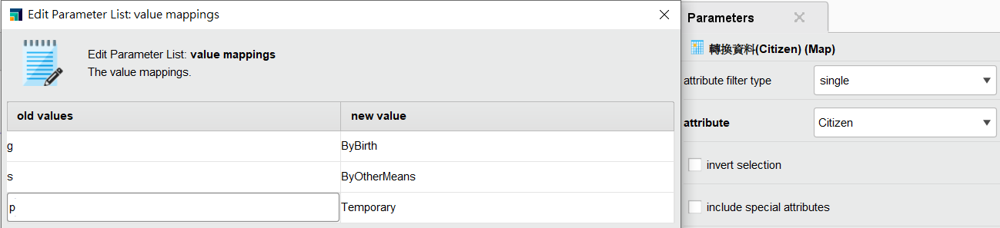 Edit Parameter List: value mappings
Edit Parameter List: value mappings
The value mappings.
old values new value
g ByBirth
s ByOtherMeans
p Temporary
Parameters
轉換資料(Citizen) (Map)
attribute filter type single
attribute Citizen
invert selection
include special attributes